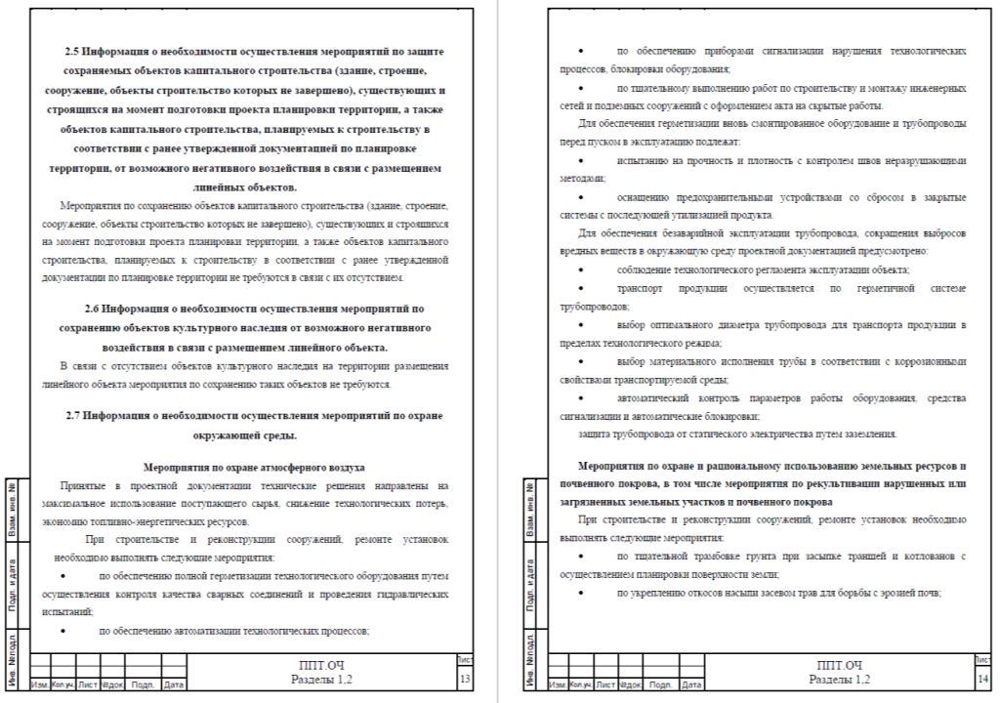 2.5 Информация о необходимости осуществления мероприятий по защите
сохраняемых объектов капитального строительства (здание, строение,
сооружение, объекты строительство которых не завершено), существующих и
строящихся на момент подготовки проекта планировки территории, а также
объектов капитального строительства, планируемых к строительству в
соответствии с ранее утвержденной документацией по планировке
территории, от возможного негативного воздействия в связи с размещением
линейных объектов.
Мероприятия по сохранению объектов капитального строительства (здание, строение,
сооружение, объекты строительство которых не завершено), существующих и строящихся
на момент подготовки проекта планировки территории, а также объектов капитального
строительства, планируемых к строительству в соответствии с ранее утвержденной
документации по планировке территории не требуются в связи с их отсутствием.
2.6 Информация о необходимости осуществления мероприятий по
сохранению объектов культурного наследия от возможного негативного
воздействия в связи с размещением линейного объекта.
В связи с отсутствием объектов культурного наследия на территории размещения
линейного объекта мероприятия по сохранению таких объектов не требуются.
2.7 Информация о необходимости осуществления мероприятий по охране
окружающей среды.
Мероприятия по охране атмосферного воздуха
Принятые в проектной документации технические решения направлены на
максимальное использование поступающего сырья, снижение технологических потерь,
экономию топливно-энергетических ресурсов.
При строительстве и реконструкции сооружений, ремонте установок
необходимо выполнять следующие мероприятия:
• по обеспечению полной герметизации технологического оборудования путем
осуществления контроля качества сварных соединений и проведения гидравлических
испытаний;
• по обеспечению автоматизации технологических процессов;
Взам. инв. №
Подп. и дата
Инв. №подл.
Изм. Кол.уч. Лист №док Подп. Дата
ППТ.ОЧ
Разделы 1,2
Лист
13
• по обеспечению приборами сигнализации нарушения технологических
процессов, блокировки оборудования;
• по тщательному выполнению работ по строительству и монтажу инженерных
сетей и подземных сооружений с оформлением акта на скрытые работы.
Для обеспечения герметизации вновь смонтированное оборудование и трубопроводы
перед пуском в эксплуатацию подлежат:
• испытанию на прочность и плотность с контролем швов неразрушающими
методами;
• оснащению предохранительными устройствами со сбросом в закрытые
системы с последующей утилизацией продукта.
Для обеспечения безаварийной эксплуатации трубопровода, сокращения выбросов
вредных веществ в окружающую среду проектной документацией предусмотрено:
• соблюдение технологического регламента эксплуатации объекта;
• транспорт продукции осуществляется по герметичной системе
трубопроводов;
• выбор оптимального диаметра трубопровода для транспорта продукции в
пределах технологического режима;
• выбор материального исполнения трубы в соответствии с коррозионными
свойствами транспортируемой среды;
• автоматический контроль параметров работы оборудования, средства
сигнализации и автоматические блокировки;
защита трубопровода от статического электричества путем заземления.
Мероприятия по охране и рациональному использованию земельных ресурсов и
почвенного покрова, в том числе мероприятия по рекультивации нарушенных или
загрязненных земельных участков и почвенного покрова
При строительстве и реконструкции сооружений, ремонте установок необходимо
выполнять следующие мероприятия:
• по тщательной трамбовке грунта при засыпке траншей и котлованов с
осуществлением планировки поверхности земли;
• по укреплению откосов насыпи засевом трав для борьбы с эрозией почв;
Взам. инв. №
Подп. и дата
Инв. №подл.
Изм. Кол.уч. Лист №док Подп. Дата
ППТ.ОЧ
Разделы 1,2
Лист
14